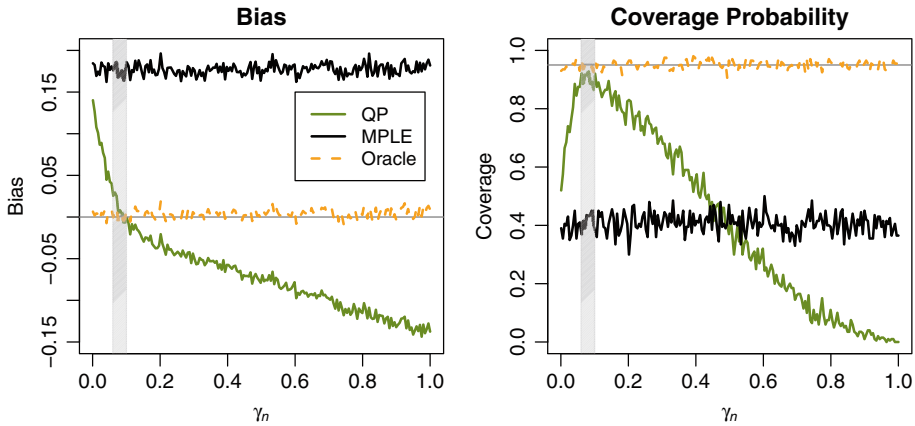 Bias
Bias
0.15
0.05
−0.05
−0.15
QP
MPLE
Oracle
0.0 0.2 0.4 0.6 0.8 1.0
γn
Coverage Probability
Coverage
1.0
0.8
0.6
0.4
0.2
0.0
0.0 0.2 0.4 0.6 0.8 1.0
γn